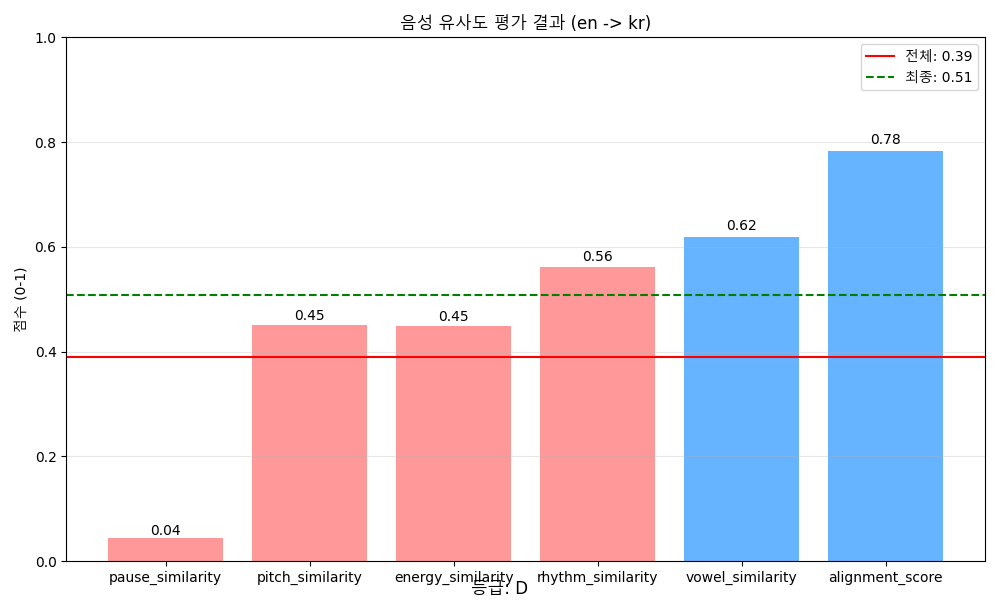 음성 유사도 평가 결과 (en -> kr)
전체: 0.39
최종: 0.51
점수 (0-1)
1.0
0.8
0.6
0.4
0.2
0.0
0.04
0.45
0.45
0.56
0.62
0.78
pause_similarity
pitch_similarity
energy_similarity
rhythm_similarity
vowel_similarity
alignment_score
등급: D